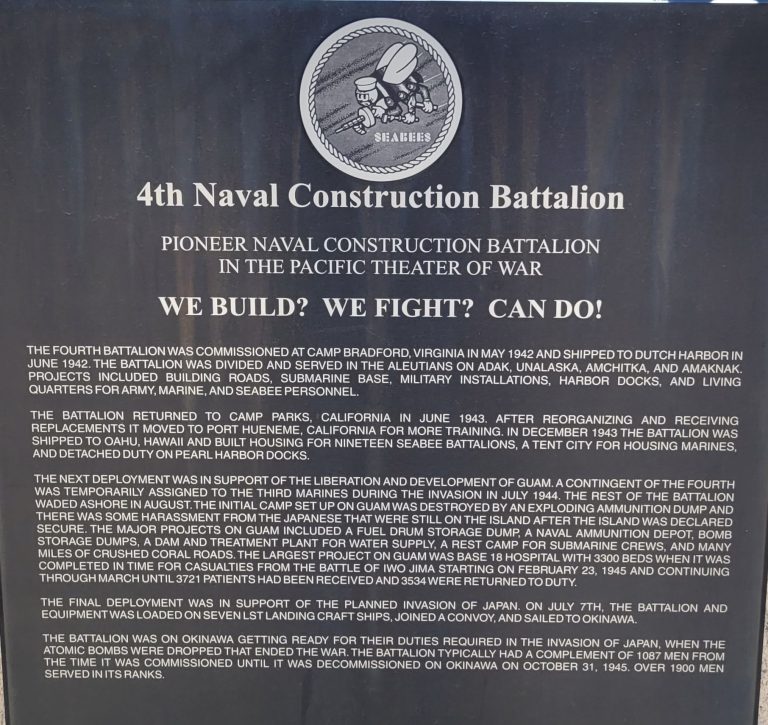 SEABEES
4th Naval Construction Battalion
PIONEER NAVAL CONSTRUCTION BATTALION
IN THE PACIFIC THEATER OF WAR
WE BUILD? WE FIGHT? CAN DO!
THE FOURTH BATTALION WAS COMMISSIONED AT CAMP BRADFORD, VIRGINIA IN MAY 1942 AND SHIPPED TO DUTCH HARBOR IN
JUNE 1942. THE BATTALION WAS DIVIDED AND SERVED IN THE ALEUTIANS ON ADAK, UNALASKA, AMCHITKA, AND AMAKNAK.
PROJECTS INCLUDED BUILDING ROADS, SUBMARINE BASE, MILITARY INSTALLATIONS, HARBOR DOCKS, AND LIVING
QUARTERS FOR ARMY, MARINE, AND SEABEE PERSONNEL.
THE BATTALION RETURNED TO CAMP PARKS, CALIFORNIA IN JUNE 1943. AFTER REORGANIZING AND RECEIVING
REPLACEMENTS IT MOVED TO PORT HUENEME, CALIFORNIA FOR MORE TRAINING. IN DECEMBER 1943 THE BATTALION WAS
SHIPPED TO OAHU, HAWAII AND BUILT HOUSING FOR NINETEEN SEABEE BATTALIONS, A TENT CITY FOR HOUSING MARINES,
AND DETACHED DUTY ON PEARL HARBOR DOCKS.
THE NEXT DEPLOYMENT WAS IN SUPPORT OF THE LIBERATION AND DEVELOPMENT OF GUAM. A CONTINGENT OF THE FOURTH
WAS TEMPORARILY ASSIGNED TO THE THIRD MARINES DURING THE INVASION IN JULY 1944. THE REST OF THE BATTALION
WADED ASHORE IN AUGUST. THE INITIAL CAMP SET UP ON GUAM WAS DESTROYED BY AN EXPLODING AMMUNITION DUMP AND
THERE WAS SOME HARASSMENT FROM THE JAPANESE THAT WERE STILL ON THE ISLAND AFTER THE ISLAND WAS DECLARED
SECURE. THE MAJOR PROJECTS ON GUAM INCLUDED A FUEL DRUM STORAGE DUMP, A NAVAL AMMUNITION DEPOT, BOMB
STORAGE DUMPS, A DAM AND TREATMENT PLANT FOR WATER SUPPLY, A REST CAMP FOR SUBMARINE CREWS, AND MANY
MILES OF CRUSHED CORAL ROADS. THE LARGEST PROJECT ON GUAM WAS BASE 18 HOSPITAL WITH 3300 BEDS WHEN IT WAS
COMPLETED IN TIME FOR CASUALTIES FROM THE BATTLE OF IWO JIMA STARTING ON FEBRUARY 23, 1945 AND CONTINUING
THROUGH MARCH UNTIL 3721 PATIENTS HAD BEEN RECEIVED AND 3534 WERE RETURNED TO DUTY.
THE FINAL DEPLOYMENT WAS IN SUPPORT OF THE PLANNED INVASION OF JAPAN. ON JULY 7TH, THE BATTALION AND
EQUIPMENT WAS LOADED ON SEVEN LST LANDING CRAFT SHIPS, JOINED A CONVOY, AND SAILED TO OKINAWA.
THE BATTALION WAS ON OKINAWA GETTING READY FOR THEIR DUTIES REQUIRED IN THE INVASION OF JAPAN, WHEN THE
ATOMIC BOMBS WERE DROPPED THAT ENDED THE WAR. THE BATTALION TYPICALLY HAD A COMPLEMENT OF 1087 MEN FROM
THE TIME IT WAS COMMISSIONED UNTIL IT WAS DECOMMISSIONED ON OKINAWA ON OCTOBER 31, 1945. OVER 1900 MEN
SERVED IN ITS RANKS.